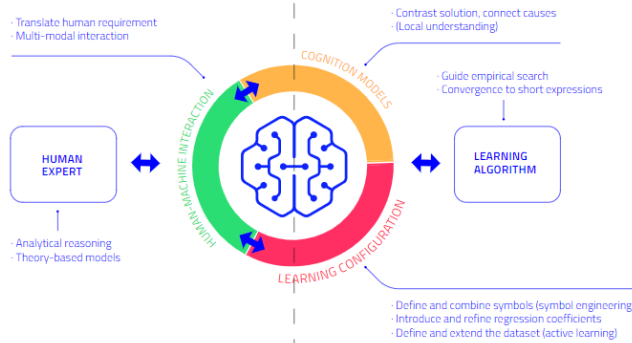 · Translate human requirement
· Multi-modal interaction
· Contrast solution, connect causes
· (Local understanding)
COGNITION MODELS
HUMAN-MACHINE INTERACTION
LEARNING CONFIGURATION
· Guide empirical search
· Convergence to short expressions
HUMAN
EXPERT
LEARNING
ALGORITHM
· Analytical reasoning
· Theory-based models
· Define and combine symbols (symbol engineering
· Introduce and refine regression coefficients
· Define and extend the dataset (active learning)